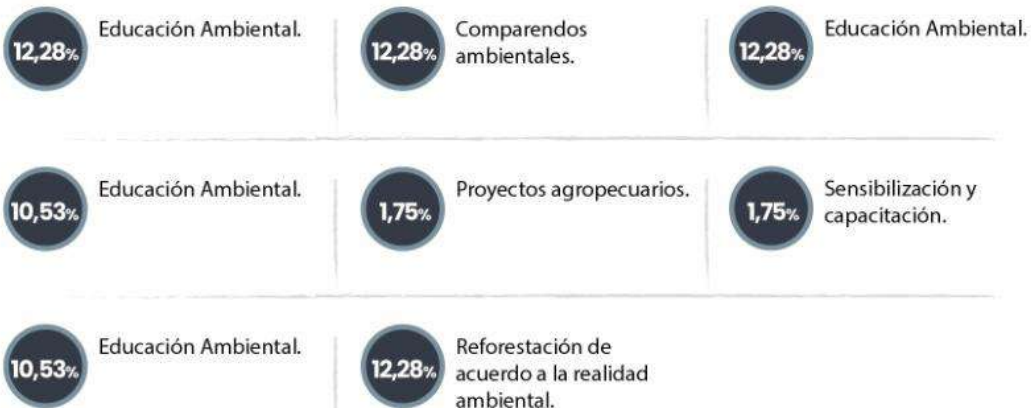 12,28%
Educación Ambiental.
12,28%
Comparendos
ambientales.
12,28%
Educación Ambiental.
10,53%
Educación Ambiental.
1,75%
Proyectos agropecuarios.
1,75%
Sensibilización y
capacitación.
10,53%
Educación Ambiental.
12,28%
Reforestación de
acuerdo a la realidad
ambiental.